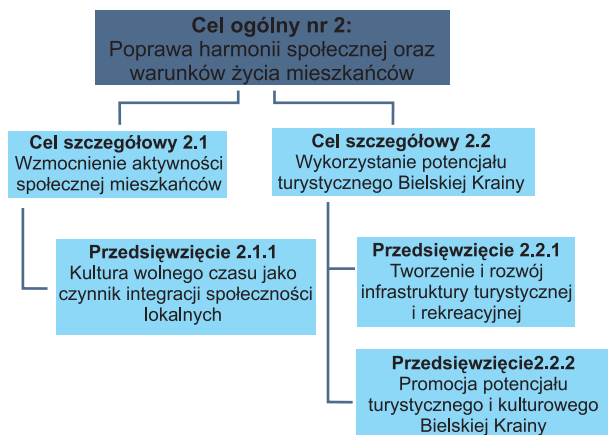 Cel ogólny nr 2:
Poprawa harmonii społecznej oraz
warunków życia mieszkańców
Cel szczegółowy 2.1
Wzmocnienie aktywności
społecznej mieszkańców
Cel szczegółowy 2.2
Wykorzystanie potencjału
turystycznego Bielskiej Krainy
Przedsięwzięcie 2.1.1
Kultura wolnego czasu jako
czynnik integracji społeczności
lokalnych
Przedsięwzięcie 2.2.1
Tworzenie i rozwój
infrastruktury turystycznej
i rekreacyjnej
Przedsięwzięcie2.2.2
Promocja potencjału
turystycznego i kulturowego
Bielskiej Krainy